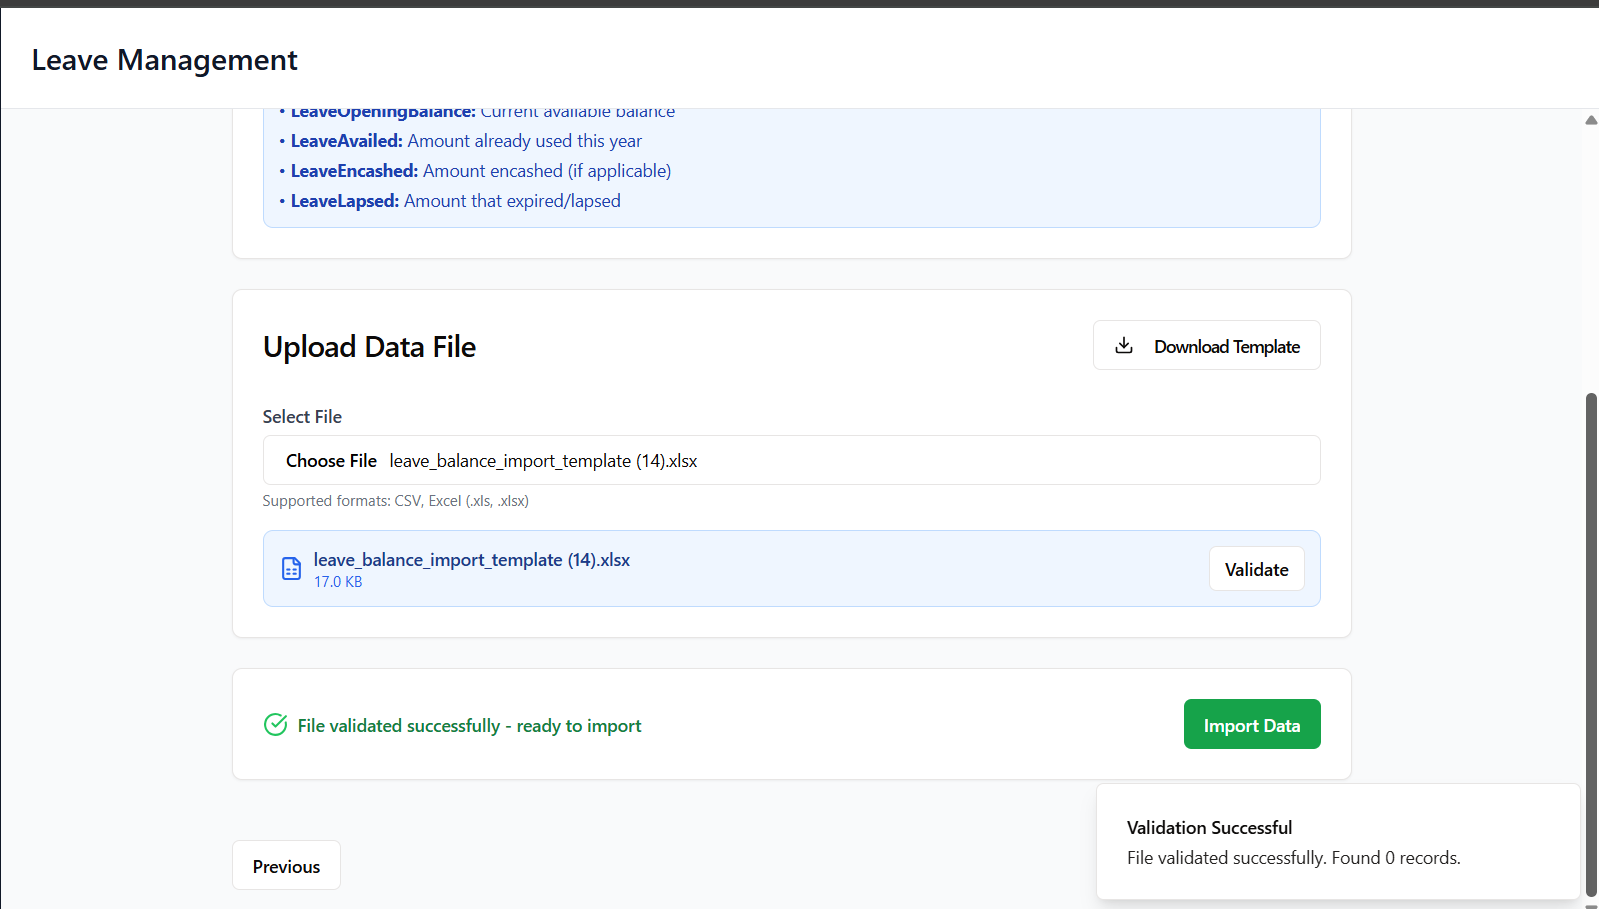 Leave Management
• LeaveOpeningBalance: Current available balance
• LeaveAvailed: Amount already used this year
• LeaveEncashed: Amount encashed (if applicable)
• LeaveLapsed: Amount that expired/lapsed
Upload Data File
Download Template
Select File
Choose File leave_balance_import_template (14).xlsx
Supported formats: CSV, Excel (.xls, .xlsx)
leave_balance_import_template (14).xlsx
17.0 KB
Validate
File validated successfully - ready to import
Import Data
Validation Successful
File validated successfully. Found 0 records.
Previous